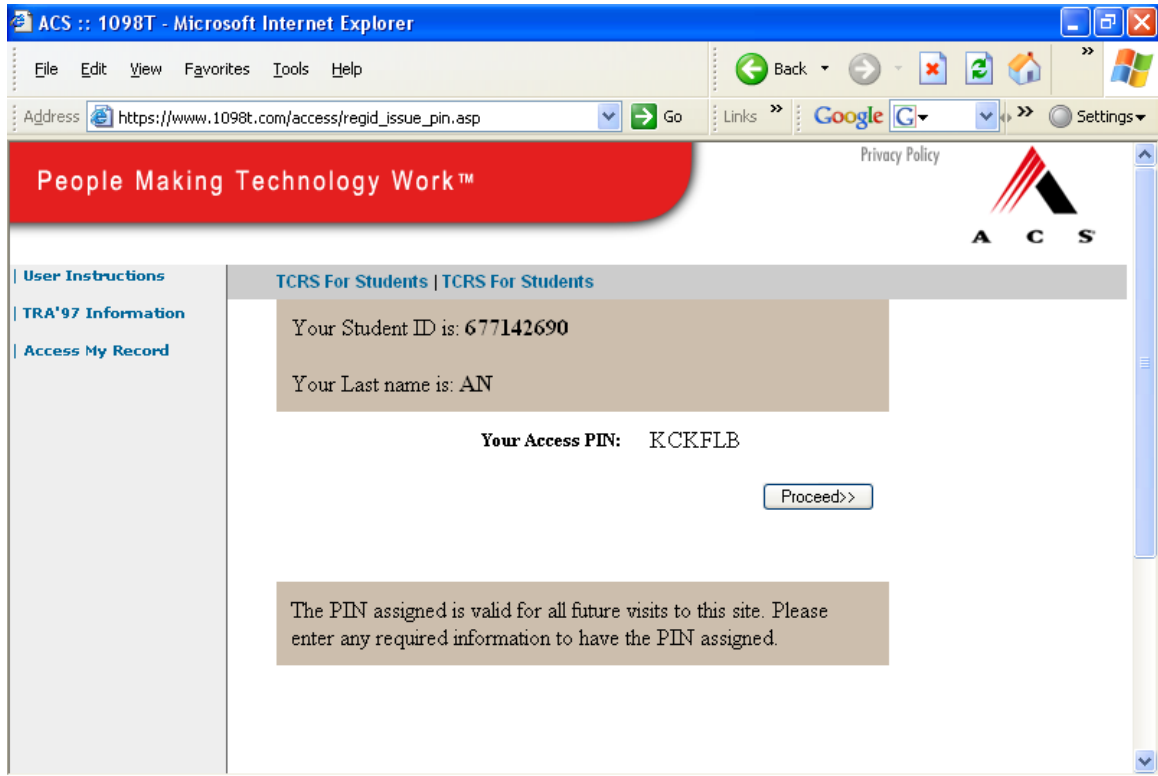 ACS :: 1098T - Microsoft Internet Explorer
File Edit View Favorites Tools Help
Back
Address https://www.1098t.com/access/regid_issue_pin.asp Go Links Google G Settings
People Making Technology Work™
Privacy Policy
A C S
| User Instructions
| TRA'97 Information
| Access My Record
TCRS For Students | TCRS For Students
Your Student ID is: 677142690
Your Last name is: AN
Your Access PIN: KCKFLB
Proceed>>
The PIN assigned is valid for all future visits to this site. Please
enter any required information to have the PIN assigned.